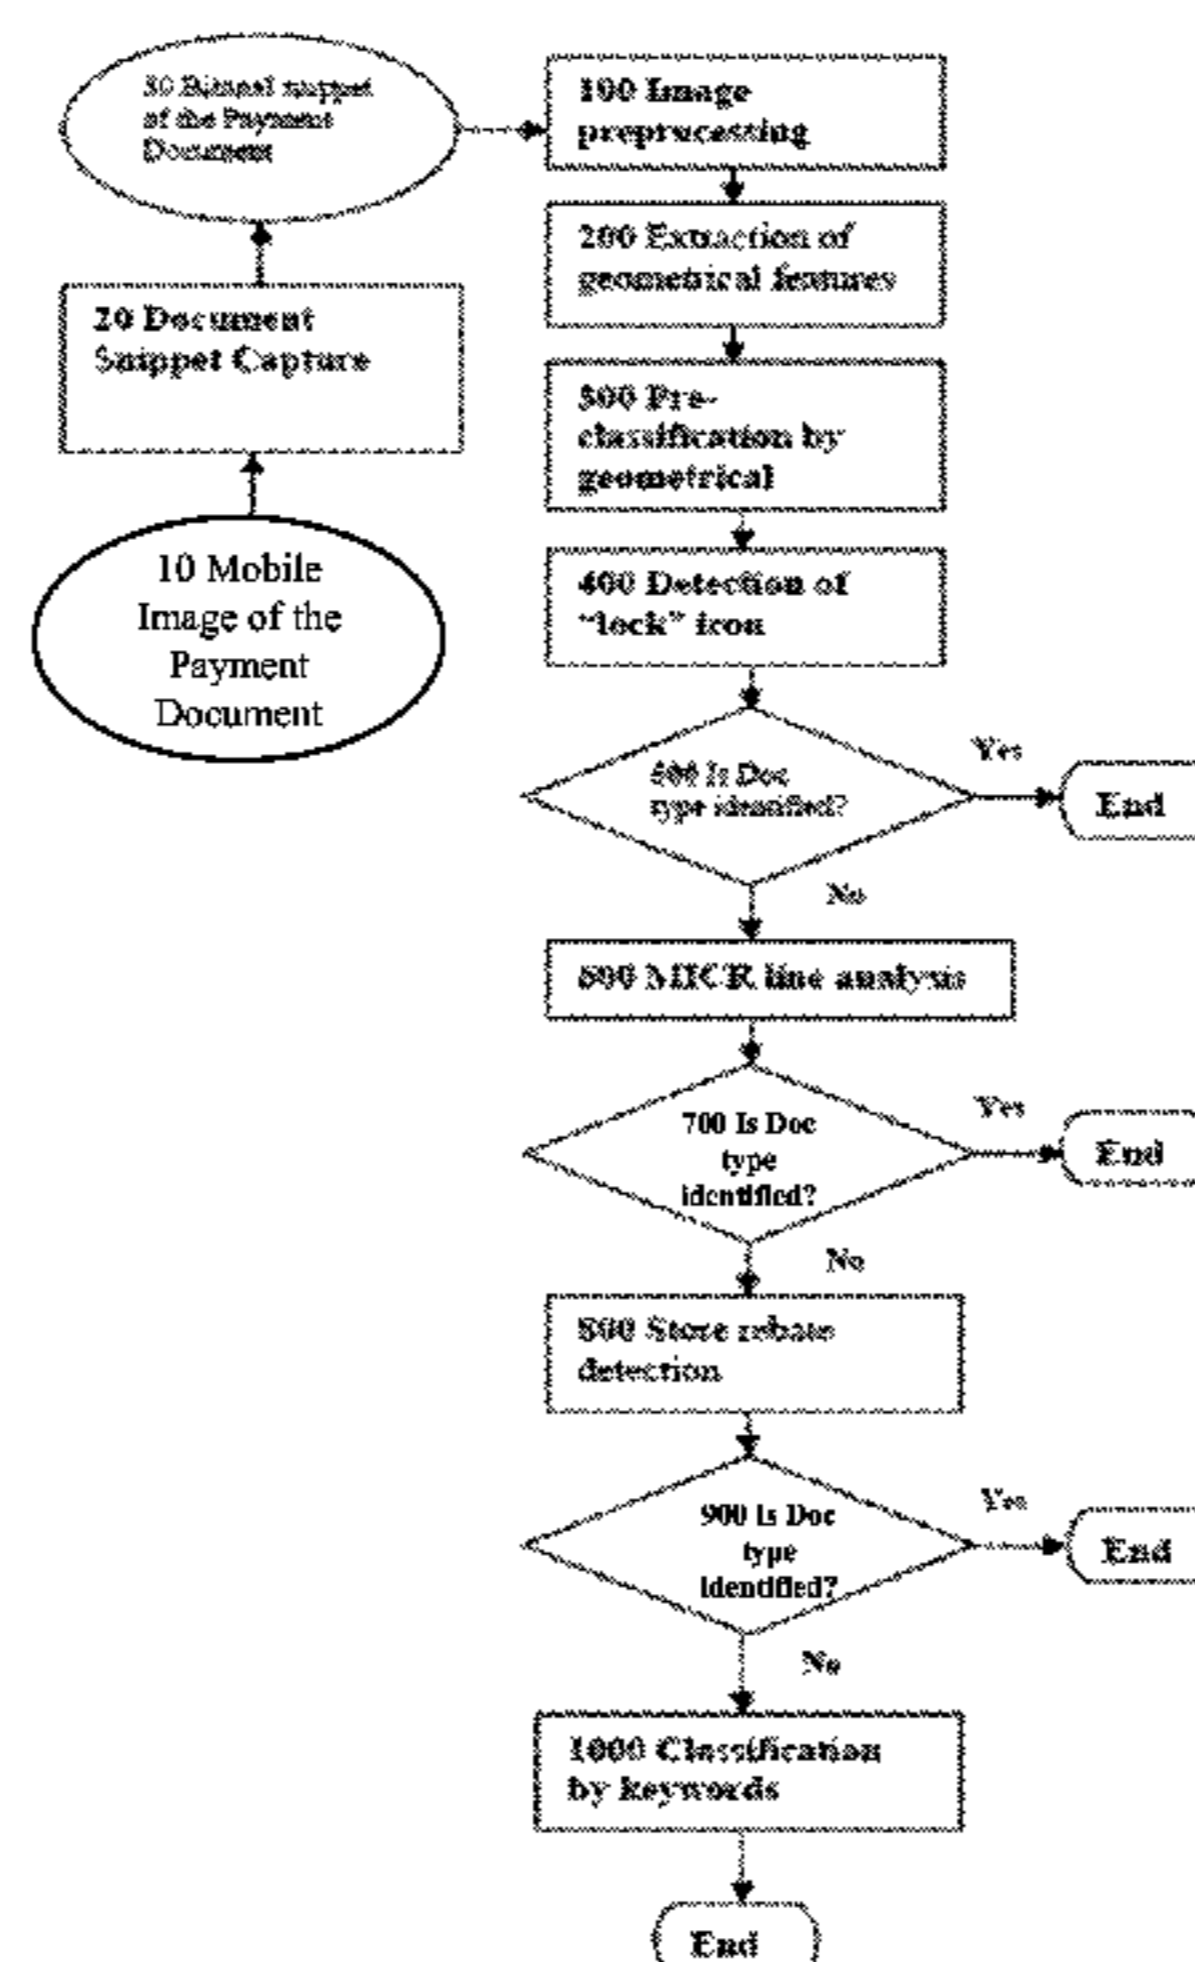 30 Bitonal snippet
of the Payment
Document
20 Document
Snippet Capture
10 Mobile
Image of the
Payment
Document
100 Image
preprocessing
200 Extraction of
geometrical features
300 Pre-
classification by
geometrical
400 Detection of
“lock” icon
500 Is Doc
type identified?
Yes
End
No
600 MICR line analysis
700 Is Doc
type
identified?
Yes
End
No
800 Store rebate
detection
900 Is Doc
type
identified?
Yes
End
No
1000 Classification
by keywords
End